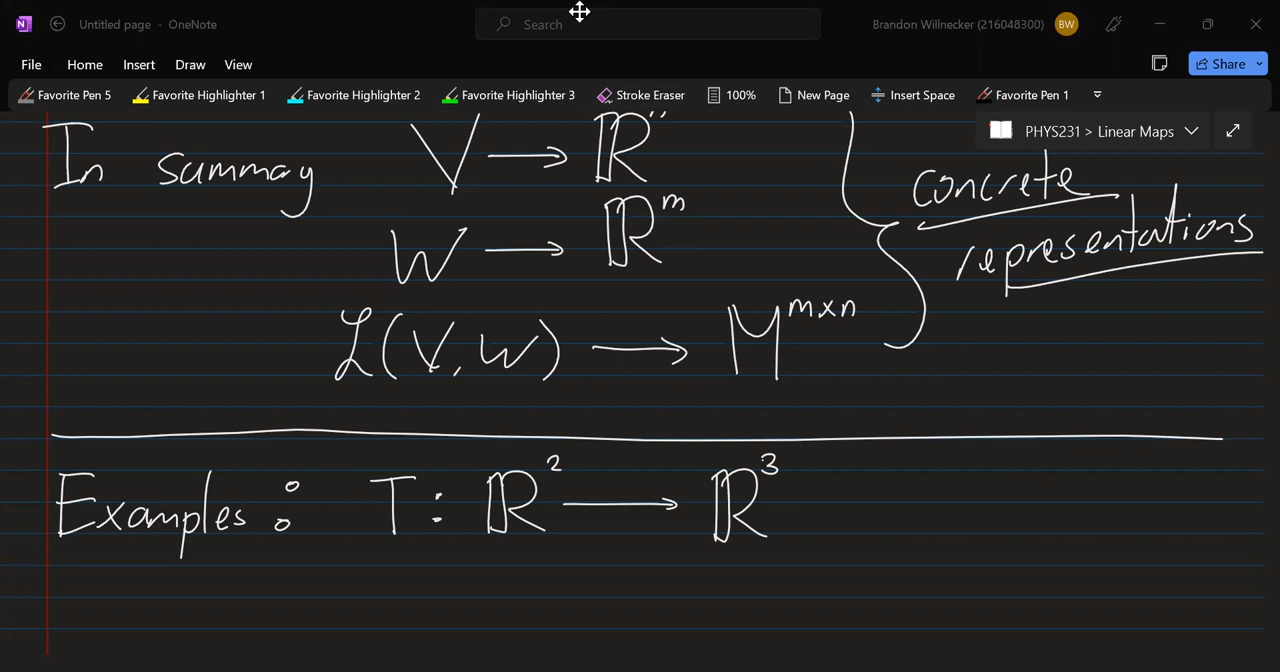 Untitled page - OneNote
Search
Brandon Willnecker (216048300)
BW
File Home Insert Draw View
Share
Favorite Pen 5 Favorite Highlighter 1 Favorite Highlighter 2 Favorite Highlighter 3 Stroke Eraser 100% New Page Insert Space Favorite Pen 1
PHYS231 > Linear Maps
In summay V → ℝⁿ
W → ℝᵐ
concrete
representations
ℒ(V, W) → M^{m×n}
Examples: T: ℝ² → ℝ³